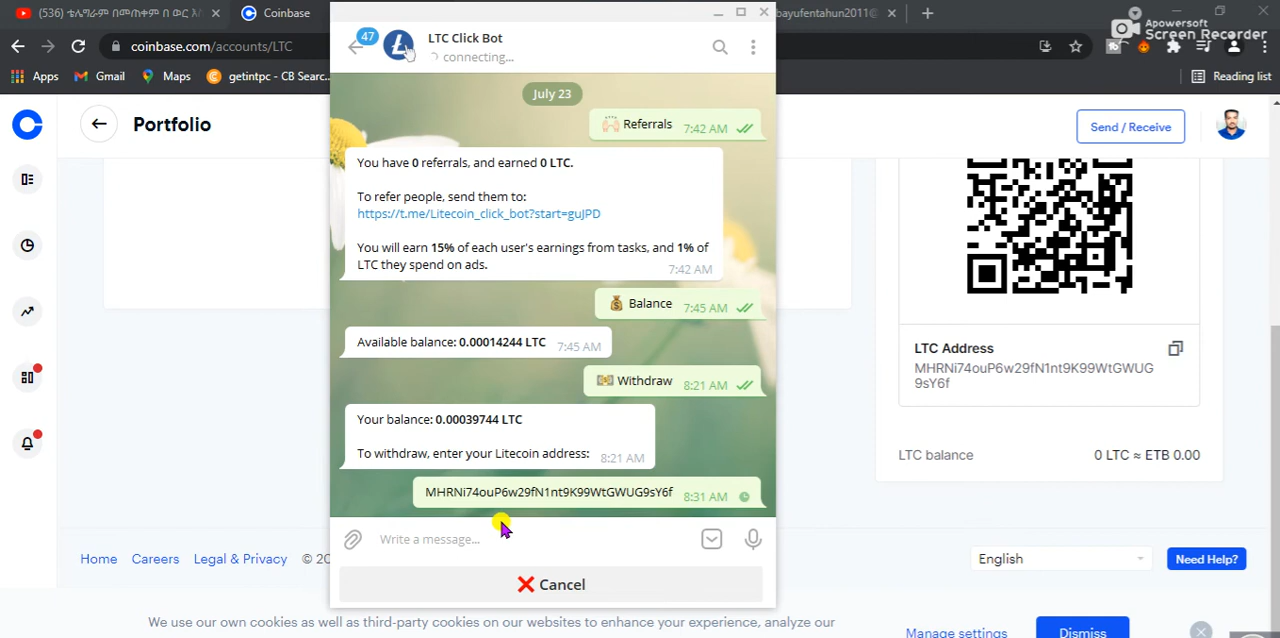 (536) ቴሌግራም በመጠቀም በ ወር
Coinbase
bayufentahun2011@
Apowersoft
Screen Recorder
coinbase.com/accounts/LTC
Apps
Gmail
Maps
getintpc - CB Searc...
Reading list
Portfolio
Send / Receive
47
LTC Click Bot
connecting...
July 23
Referrals 7:42 AM
You have 0 referrals, and earned 0 LTC.
To refer people, send them to:
https://t.me/Litecoin_click_bot?start=guJPD
You will earn 15% of each user's earnings from tasks, and 1% of
LTC they spend on ads. 7:42 AM
Balance 7:45 AM
Available balance: 0.00014244 LTC 7:45 AM
Withdraw 8:21 AM
Your balance: 0.00039744 LTC
To withdraw, enter your Litecoin address: 8:21 AM
MHRNi74ouP6w29fN1nt9K99WtGWUG9sY6f 8:31 AM
Write a message...
Cancel
LTC Address
MHRNi74ouP6w29fN1nt9K99WtGWUG
9sY6f
LTC balance 0 LTC ≈ ETB 0.00
Home
Careers
Legal & Privacy
© 20
English
Need Help?
We use our own cookies as well as third-party cookies on our websites to enhance your experience, analyze our
Manage settings
Dismiss